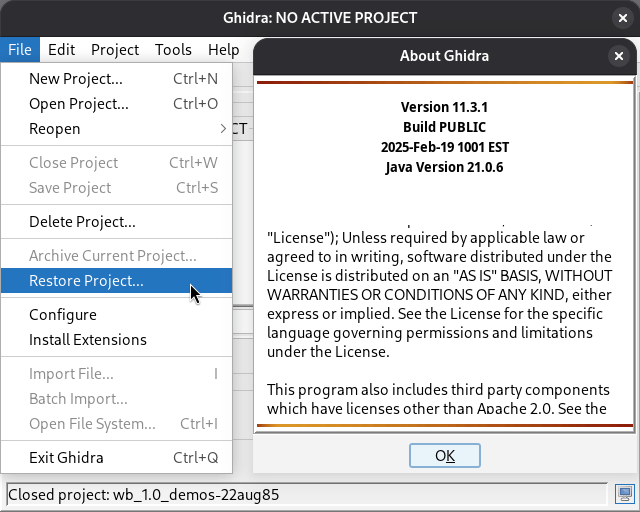 Ghidra: NO ACTIVE PROJECT
File Edit Project Tools Help
New Project... Ctrl+N
Open Project... Ctrl+O
Reopen
Close Project Ctrl+W
Save Project Ctrl+S
Delete Project...
Archive Current Project...
Restore Project...
Configure
Install Extensions
Import File... I
Batch Import...
Open File System... Ctrl+I
Exit Ghidra Ctrl+Q
CT
About Ghidra
Version 11.3.1
Build PUBLIC
2025-Feb-19 1001 EST
Java Version 21.0.6
"License"); Unless required by applicable law or
agreed to in writing, software distributed under the
License is distributed on an "AS IS" BASIS, WITHOUT
WARRANTIES OR CONDITIONS OF ANY KIND, either
express or implied. See the License for the specific
language governing permissions and limitations
under the License.
This program also includes third party components
which have licenses other than Apache 2.0. See the
OK
Closed project: wb_1.0_demos-22aug85